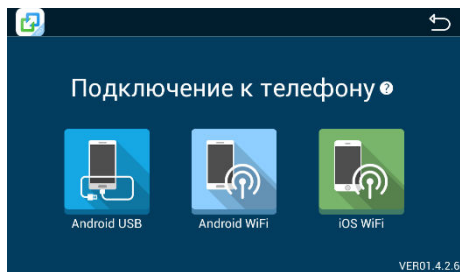 Подключение к телефону ?
Android USB
Android WiFi
iOS WiFi
VER01.4.2.6